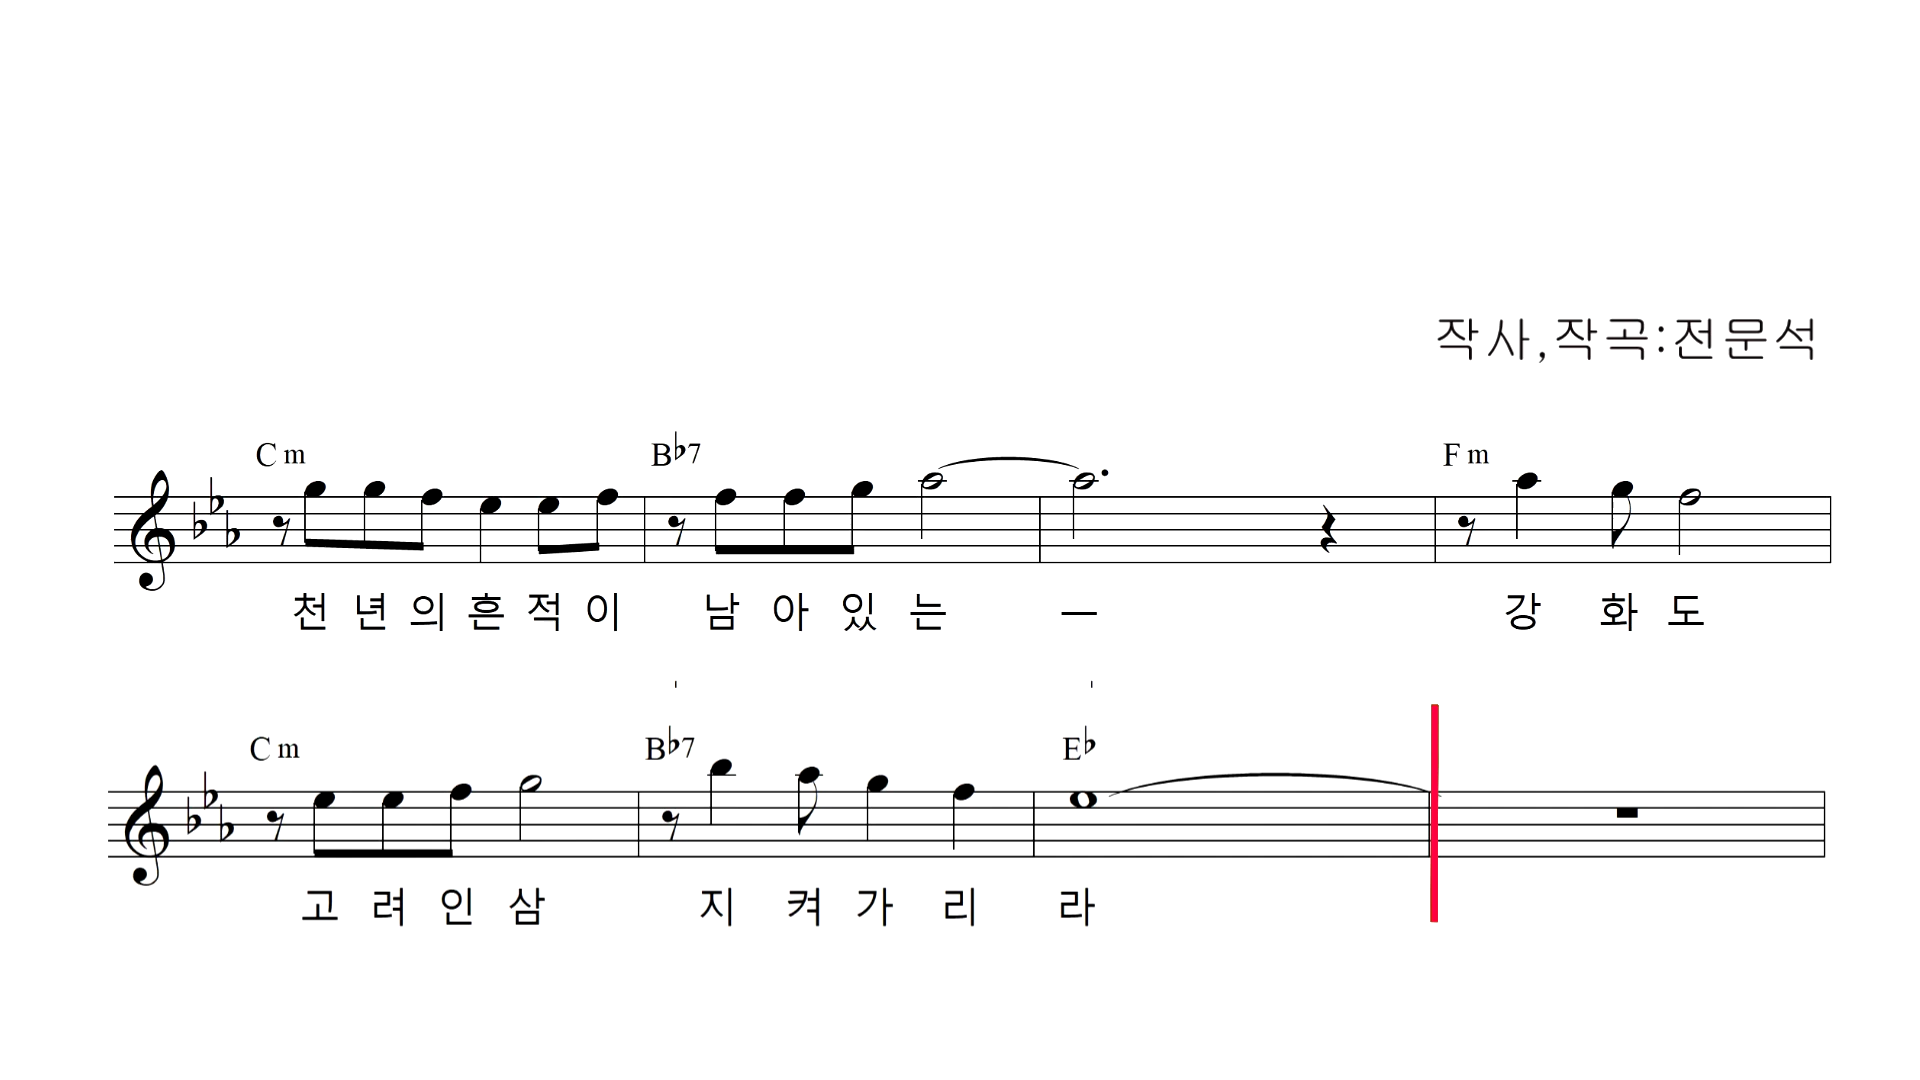 작사,작곡:전문석
Cm B♭7 Fm
천 년 의 흔 적 이 남 아 있 는 ㅡ 강 화 도
Cm B♭7 E♭
고 려 인 삼 지 켜 가 리 라